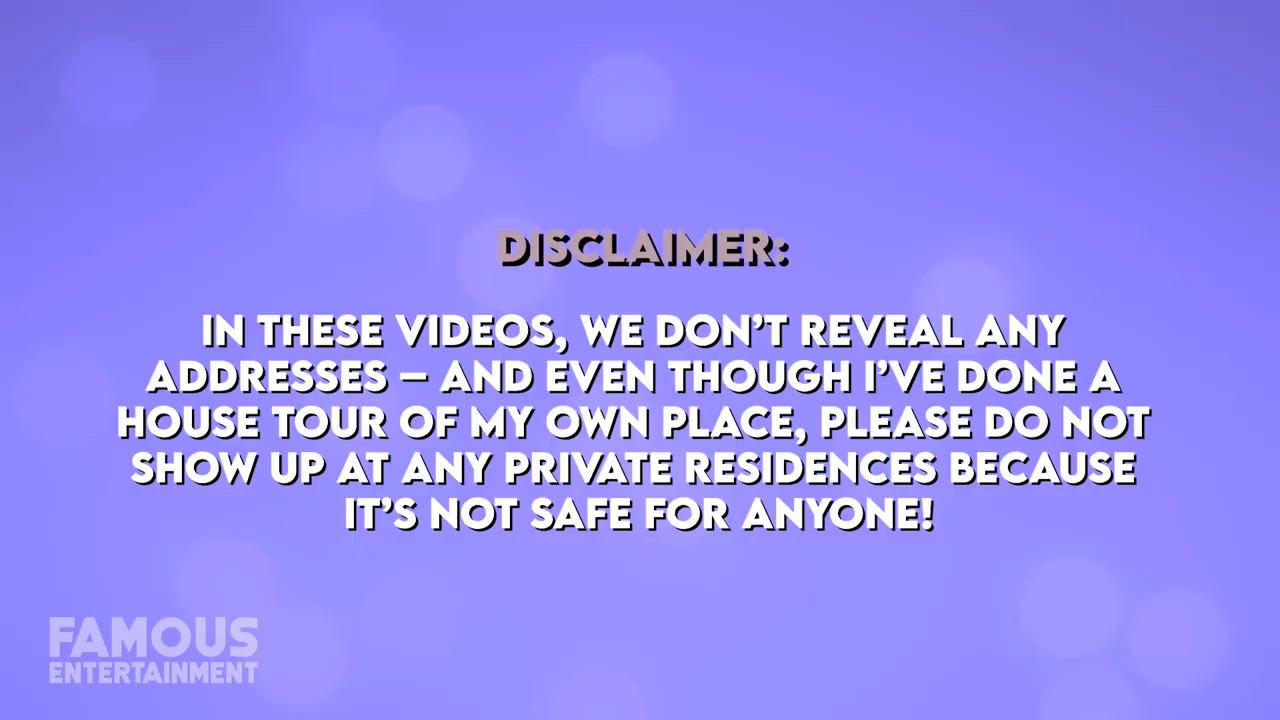 DISCLAIMER:
IN THESE VIDEOS, WE DON’T REVEAL ANY
ADDRESSES – AND EVEN THOUGH I’VE DONE A
HOUSE TOUR OF MY OWN PLACE, PLEASE DO NOT
SHOW UP AT ANY PRIVATE RESIDENCES BECAUSE
IT’S NOT SAFE FOR ANYONE!
FAMOUS
ENTERTAINMENT